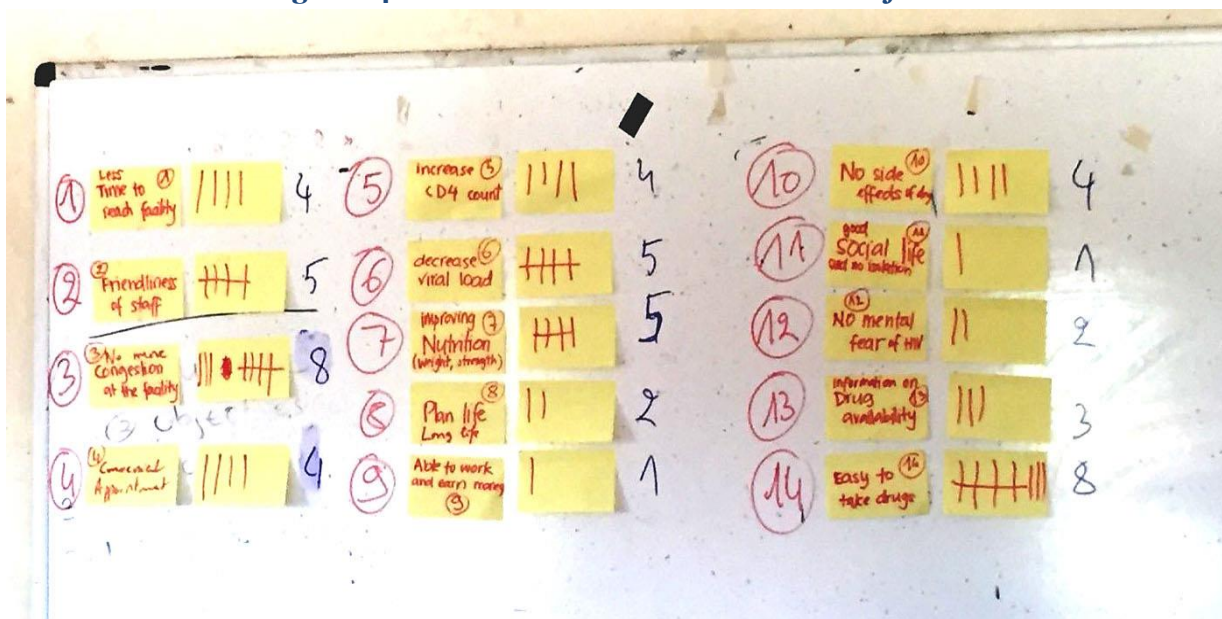 1
Less 1
Time to
reach facility
4
2
2 Friendliness
of staff
5
3
3 No more
Congestion
at the facility
8
4
4 Convenient
Appointment
4
5
increase 5
CD4 count
4
6
decrease 6
viral load
5
7
improving 7
Nutrition
(weight, strength)
5
8
8
Plan life
Long life
2
9
Able to work
and earn money
9
1
10
10
No side
effects of drug
4
11
good 11
Social life
and no isolation
1
12
12
NO mental
fear of HIV
2
13
information on
Drug 13
availability
3
14
14
Easy to
take drugs
8